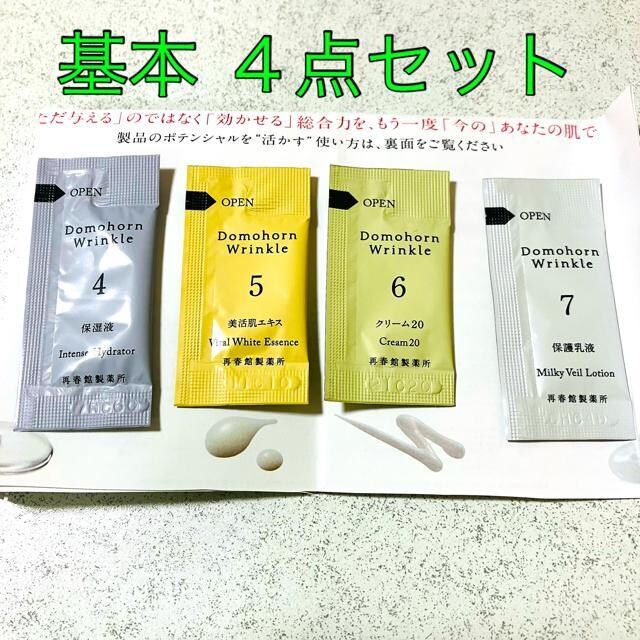 基本 4点セット
ただ与える」のではなく「効かせる」総合力を、もう一度「今の」あなたの肌で
製品のポテンシャルを“活かす”使い方は、裏面をご覧ください
OPEN
Domohorn
Wrinkle
4
保湿液
Intense Hydrator
再春館製薬所
OPEN
Domohorn
Wrinkle
5
美活肌エキス
Vital White Essence
再春館製薬所
OPEN
Domohorn
Wrinkle
6
クリーム20
Cream20
再春館製薬所
OPEN
Domohorn
Wrinkle
7
保護乳液
Milky Veil Lotion
再春館製薬所